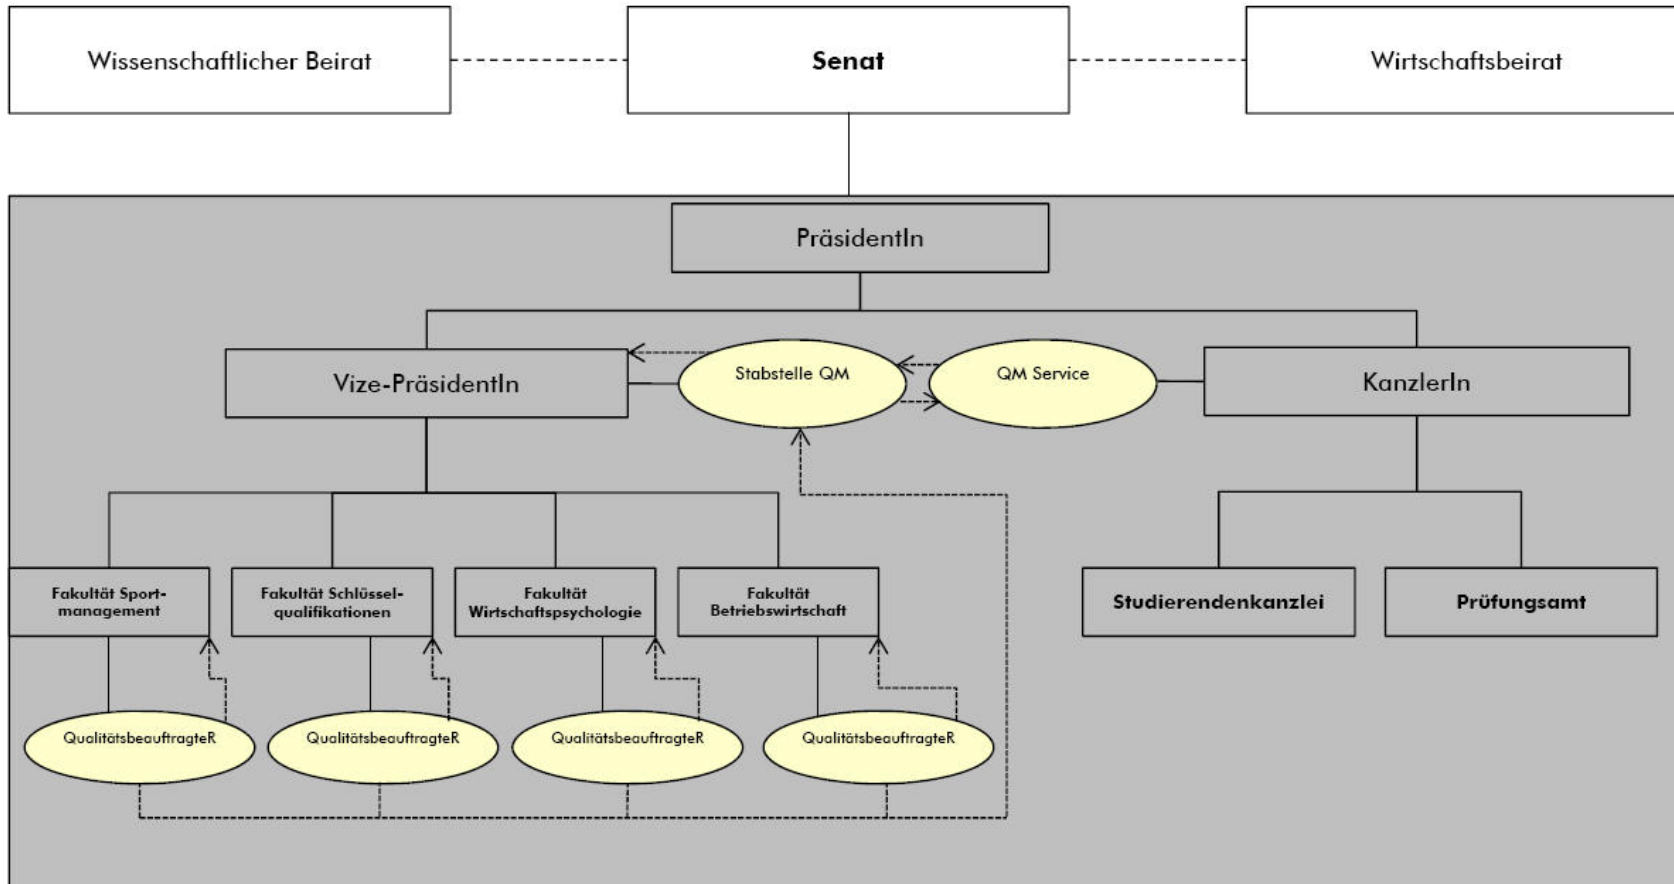 Wissenschaftlicher Beirat
Senat
Wirtschaftsbeirat
PräsidentIn
Vize-PräsidentIn
Stabstelle QM
QM Service
KanzlerIn
Fakultät Sport-
management
Fakultät Schlüssel-
qualifikationen
Fakultät
Wirtschaftspsychologie
Fakultät
Betriebswirtschaft
Studierendenkanzlei
Prüfungsamt
QualitätsbeauftragteR
QualitätsbeauftragteR
QualitätsbeauftragteR
QualitätsbeauftragteR